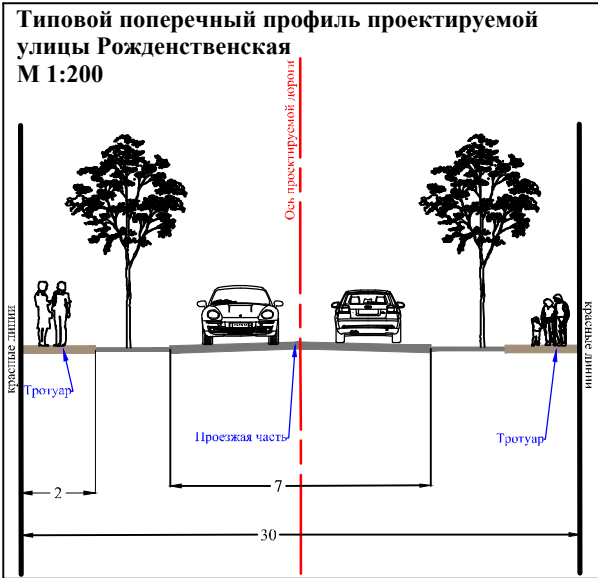 Типовой поперечный профиль проектируемой
улицы Рожденственская
М 1:200
Ось проектируемой дороги
красные линии
красные линии
Тротуар
Проезжая часть
Тротуар
2
7
30